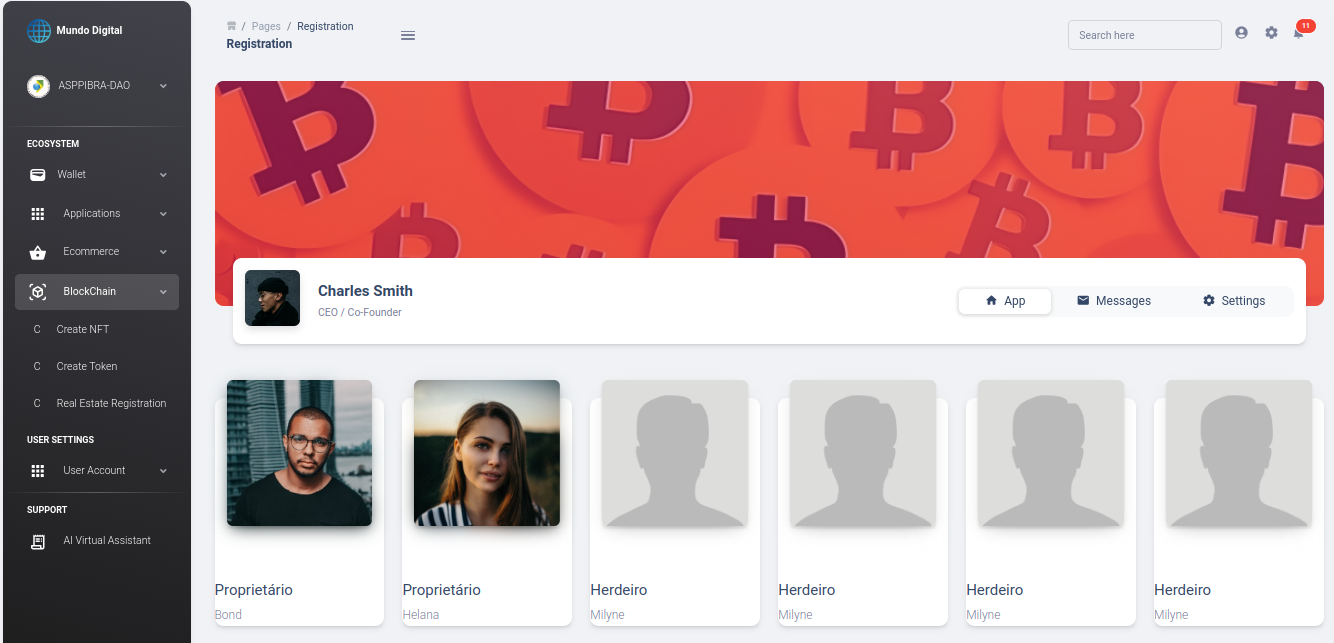 Mundo Digital
ASPPIBRA-DAO
ECOSYSTEM
Wallet
Applications
Ecommerce
BlockChain
C Create NFT
C Create Token
C Real Estate Registration
USER SETTINGS
User Account
SUPPORT
AI Virtual Assistant
/ Pages / Registration
Registration
Search here
11
Charles Smith
CEO / Co-Founder
App
Messages
Settings
Proprietário
Bond
Proprietário
Helana
Herdeiro
Milyne
Herdeiro
Milyne
Herdeiro
Milyne
Herdeiro
Milyne